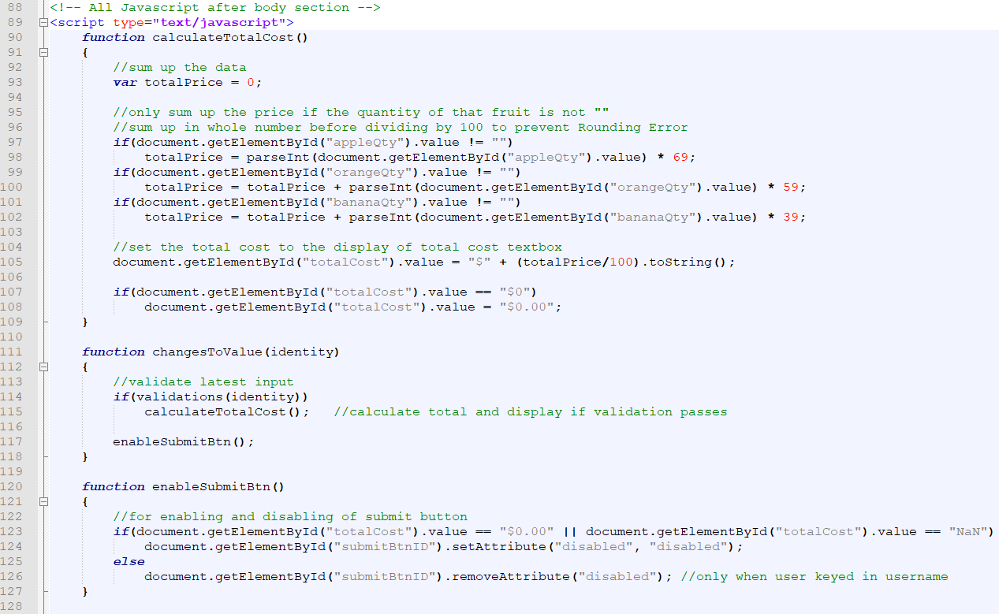 88 <!-- All Javascript after body section -->
89 <script type="text/javascript">
90 function calculateTotalCost()
91 {
92 //sum up the data
93 var totalPrice = 0;
94
95 //only sum up the price if the quantity of that fruit is not ""
96 //sum up in whole number before dividing by 100 to prevent Rounding Error
97 if(document.getElementById("appleQty").value != "")
98 totalPrice = parseInt(document.getElementById("appleQty").value) * 69;
99 if(document.getElementById("orangeQty").value != "")
100 totalPrice = totalPrice + parseInt(document.getElementById("orangeQty").value) * 59;
101 if(document.getElementById("bananaQty").value != "")
102 totalPrice = totalPrice + parseInt(document.getElementById("bananaQty").value) * 39;
103
104 //set the total cost to the display of total cost textbox
105 document.getElementById("totalCost").value = "$" + (totalPrice/100).toString();
106
107 if(document.getElementById("totalCost").value == "$0")
108 document.getElementById("totalCost").value = "$0.00";
109 }
110
111 function changesToValue(identity)
112 {
113 //validate latest input
114 if(validations(identity))
115 calculateTotalCost(); //calculate total and display if validation passes
116
117 enableSubmitBtn();
118 }
119
120 function enableSubmitBtn()
121 {
122 //for enabling and disabling of submit button
123 if(document.getElementById("totalCost").value == "$0.00" || document.getElementById("totalCost").value == "NaN")
124 document.getElementById("submitBtnID").setAttribute("disabled", "disabled");
125 else
126 document.getElementById("submitBtnID").removeAttribute("disabled"); //only when user keyed in username
127 }
128